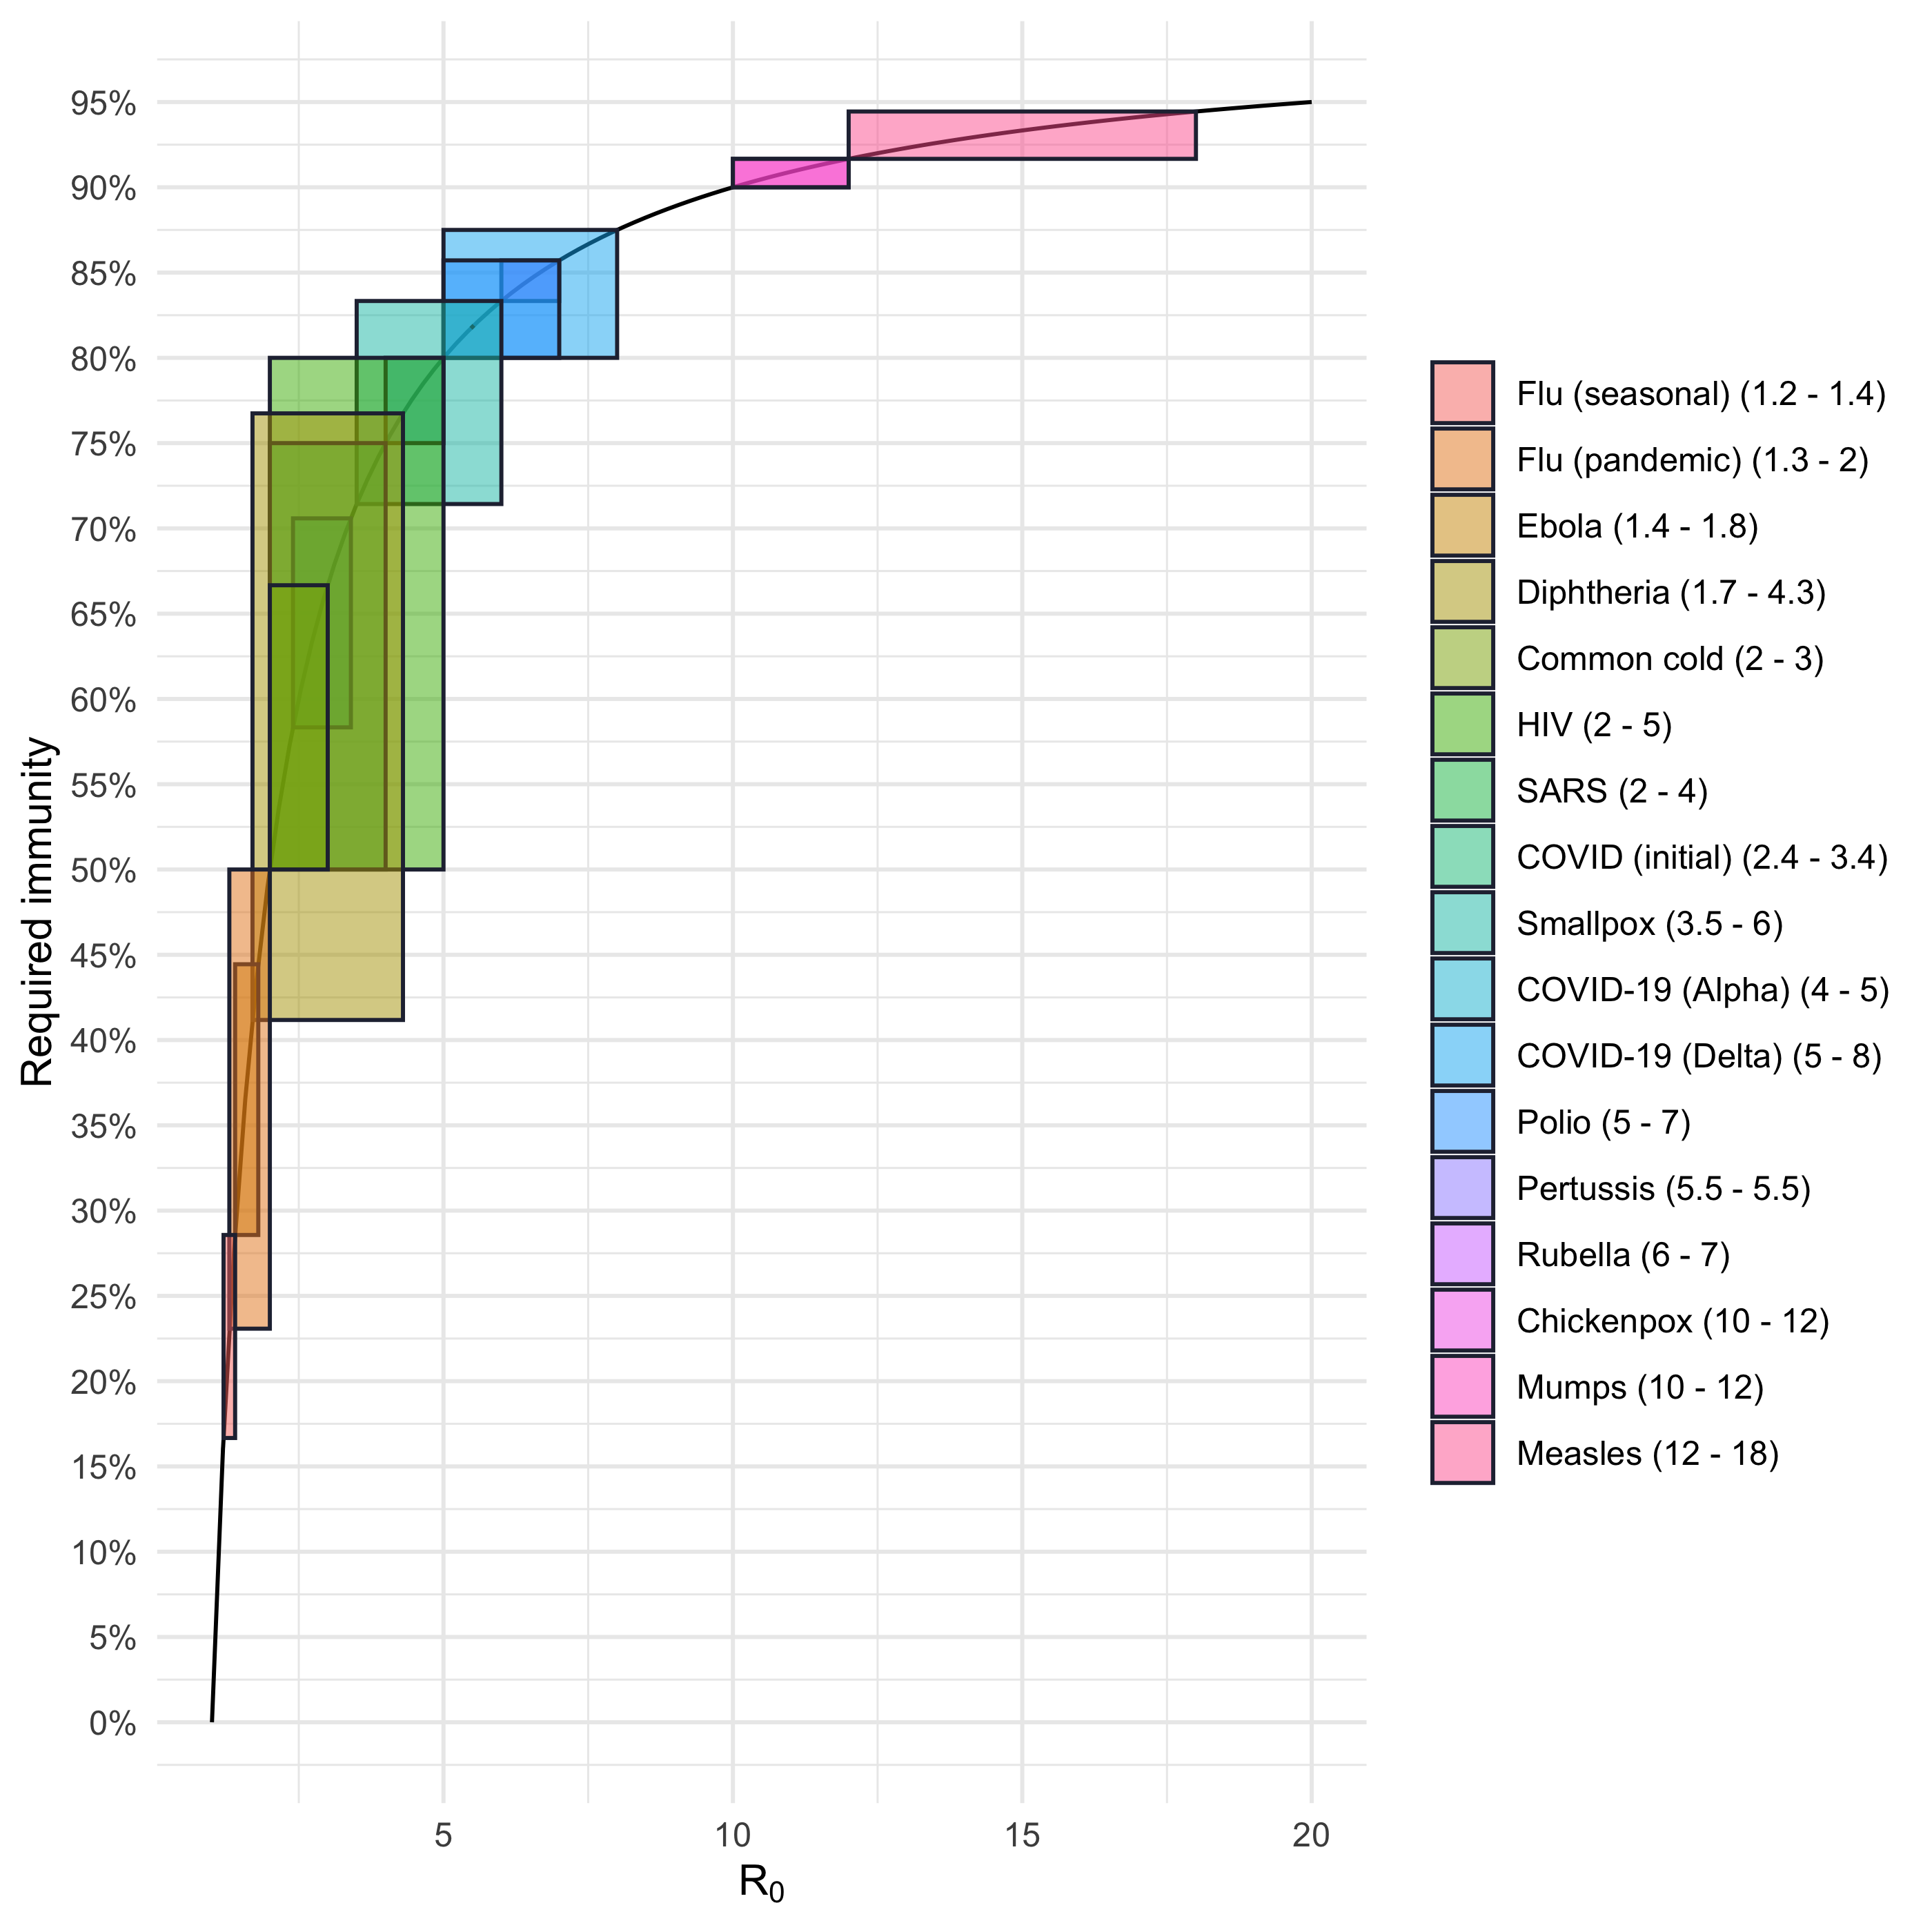 95%
90%
85%
80%
75%
70%
65%
60%
55%
50%
45%
40%
35%
30%
25%
20%
15%
10%
5%
0%
Required immunity
5 10 15 20
R₀
Flu (seasonal) (1.2 - 1.4)
Flu (pandemic) (1.3 - 2)
Ebola (1.4 - 1.8)
Diphtheria (1.7 - 4.3)
Common cold (2 - 3)
HIV (2 - 5)
SARS (2 - 4)
COVID (initial) (2.4 - 3.4)
Smallpox (3.5 - 6)
COVID-19 (Alpha) (4 - 5)
COVID-19 (Delta) (5 - 8)
Polio (5 - 7)
Pertussis (5.5 - 5.5)
Rubella (6 - 7)
Chickenpox (10 - 12)
Mumps (10 - 12)
Measles (12 - 18)